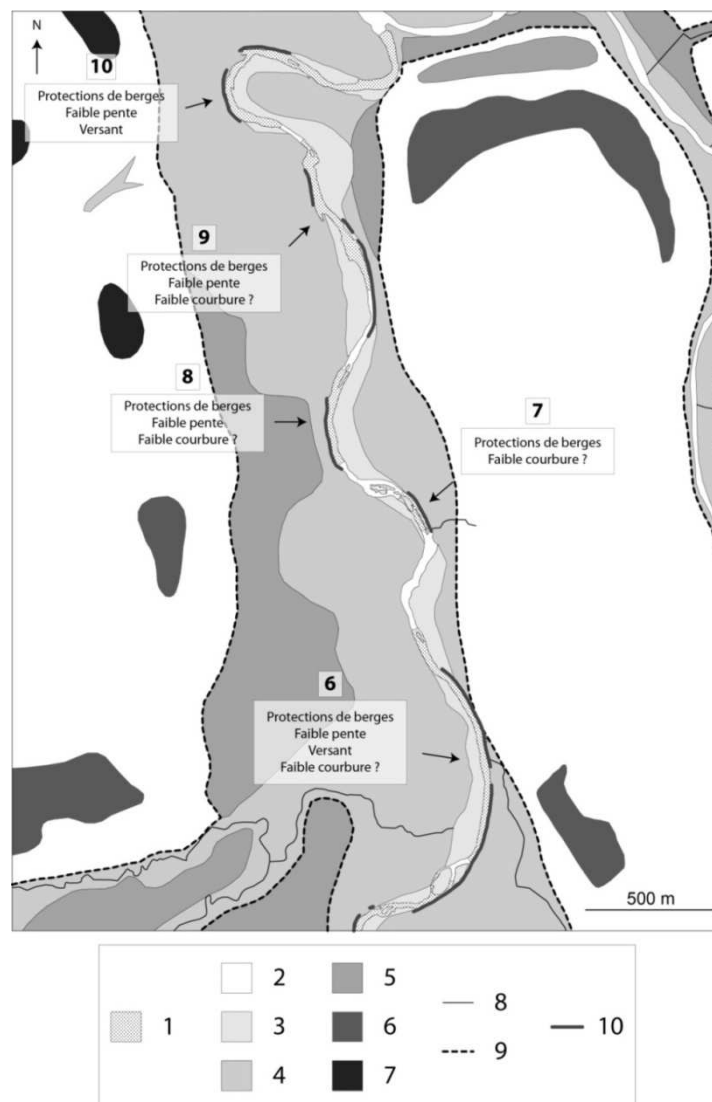 N
10
Protections de berges
Faible pente
Versant
9
Protections de berges
Faible pente
Faible courbure ?
8
Protections de berges
Faible pente
Faible courbure ?
7
Protections de berges
Faible courbure ?
6
Protections de berges
Faible pente
Versant
Faible courbure ?
500 m
1
2
3
4
5
6
7
8
9
10